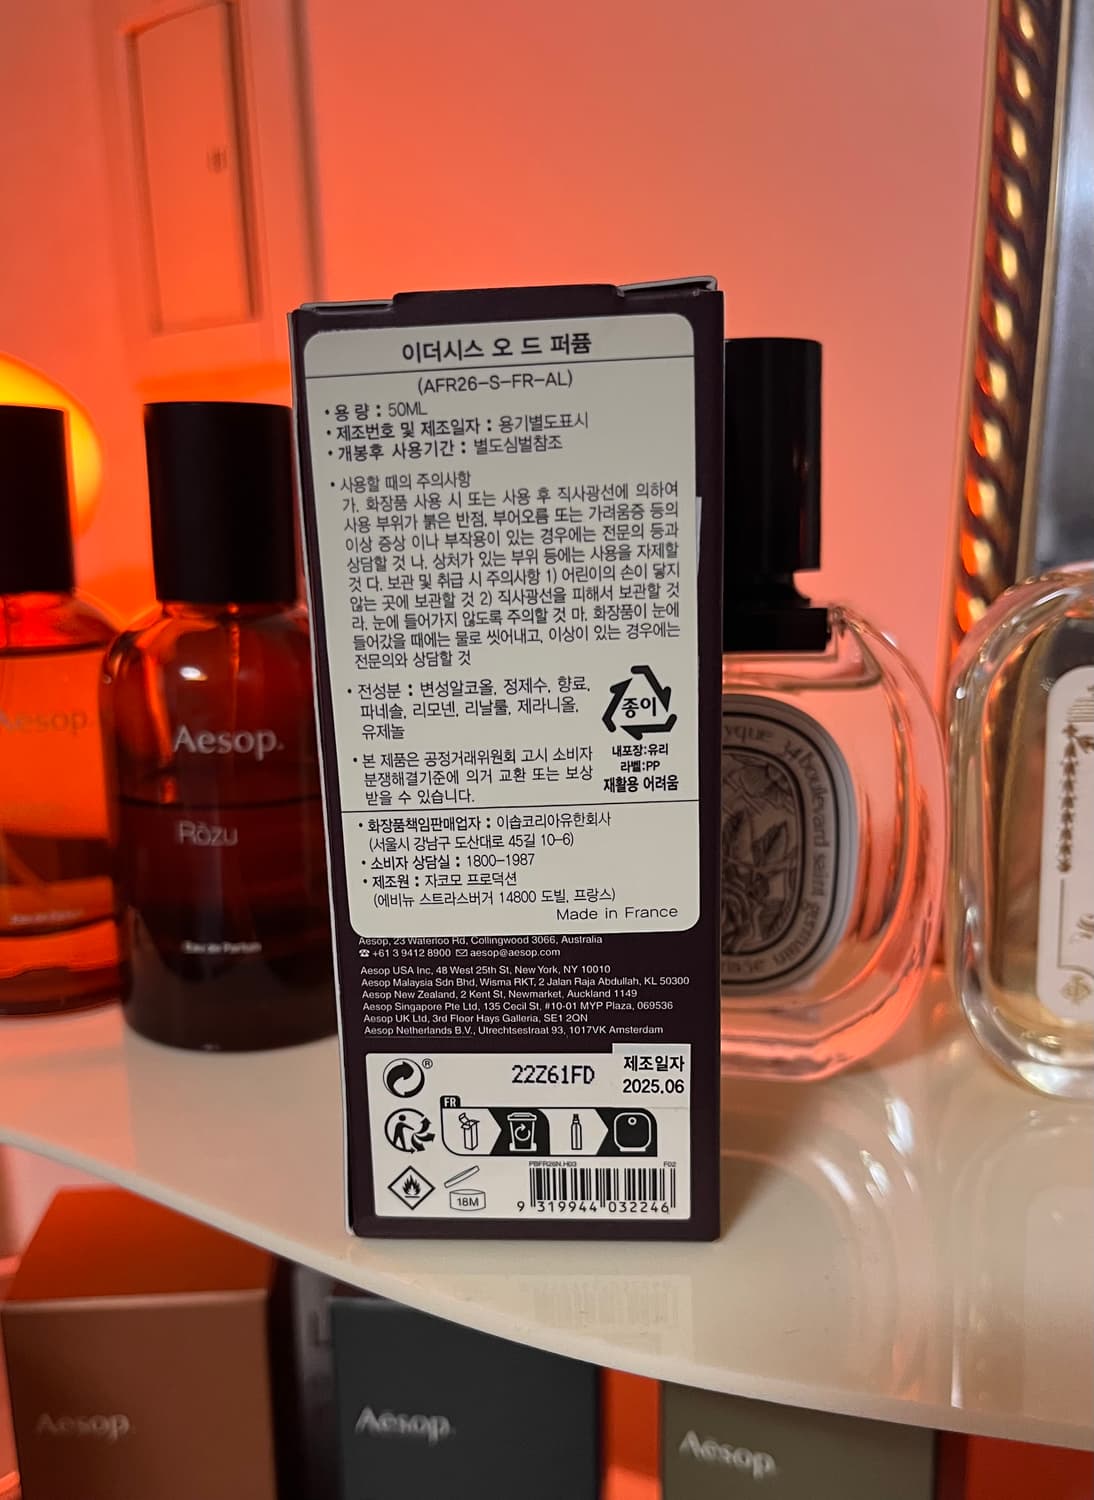 이더시스 오 드 퍼퓸
(AFR26-S-FR-AL)
• 용 량 : 50ML
• 제조번호 및 제조일자 : 용기별도표시
• 개봉후 사용기간 : 별도심벌참조
• 사용할 때의 주의사항
가. 화장품 사용 시 또는 사용 후 직사광선에 의하여
사용 부위가 붉은 반점, 부어오름 또는 가려움증 등의
이상 증상 이나 부작용이 있는 경우에는 전문의 등과
상담할 것 나. 상처가 있는 부위 등에는 사용을 자제할
것 다. 보관 및 취급 시 주의사항 1) 어린이의 손이 닿지
않는 곳에 보관할 것 2) 직사광선을 피해서 보관할 것
라. 눈에 들어가지 않도록 주의할 것 마. 화장품이 눈에
들어갔을 때에는 물로 씻어내고, 이상이 있는 경우에는
전문의와 상담할 것
• 전성분 : 변성알코올, 정제수, 향료,
파네솔, 리모넨, 리날룰, 제라니올,
유제놀
종이
내포장:유리
라벨:PP
재활용 어려움
• 본 제품은 공정거래위원회 고시 소비자
분쟁해결기준에 의거 교환 또는 보상
받을 수 있습니다.
• 화장품책임판매업자 : 이솝코리아유한회사
(서울시 강남구 도산대로 45길 10-6)
• 소비자 상담실 : 1800-1987
• 제조원 : 자코모 프로덕션
(에비뉴 스트라스버거 14800 도빌, 프랑스)
Made in France
Aesop, 23 Waterloo Rd, Collingwood 3066, Australia
☎ +61 3 9412 8900 ✉ aesop@aesop.com
Aesop USA Inc, 48 West 25th St, New York, NY 10010
Aesop Malaysia Sdn Bhd, Wisma RKT, 2 Jalan Raja Abdullah, KL 50300
Aesop New Zealand, 2 Kent St, Newmarket, Auckland 1149
Aesop Singapore Pte Ltd, 135 Cecil St, #10-01 MYP Plaza, 069536
Aesop UK Ltd, 3rd Floor Hays Galleria, SE1 2QN
Aesop Netherlands B.V., Utrechtsestraat 93, 1017VK Amsterdam
®
22Z61FD
제조일자
2025.06
FR
18M
PBFR26N.H03 F02
9 319944 032246
Aesop.
Aesop.
Rōzu
Eau de Parfum
34 boulevard saint germain
Aesop.
Aesop.
Aesop.